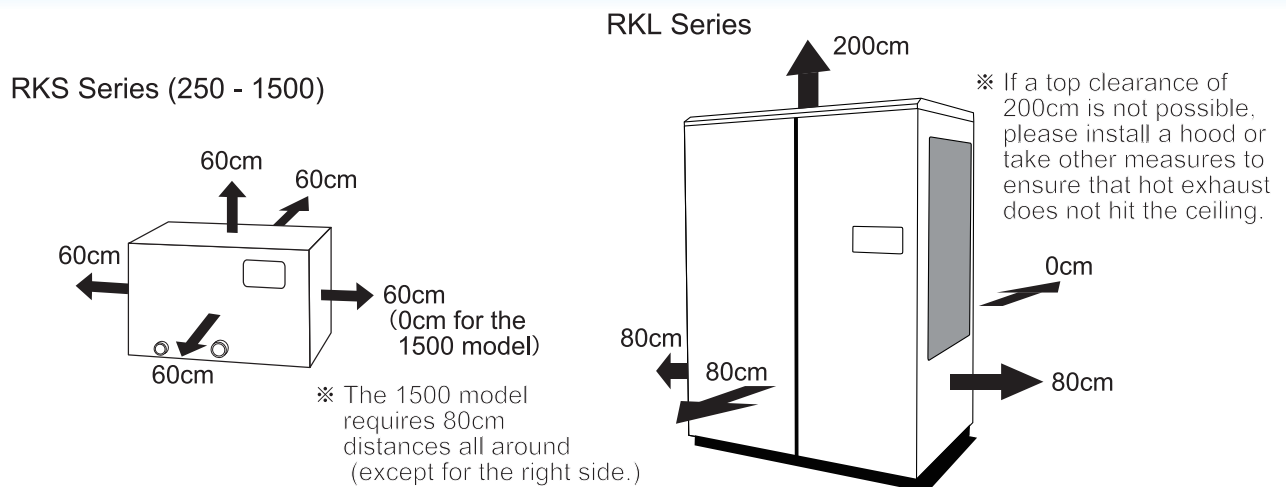 RKS Series (250 - 1500)
60cm
60cm
60cm
60cm
(0cm for the
1500 model)
60cm
※ The 1500 model
requires 80cm
distances all around
(except for the right side.)
RKL Series
200cm
※ If a top clearance of
200cm is not possible,
please install a hood or
take other measures to
ensure that hot exhaust
does not hit the ceiling.
0cm
80cm
80cm
80cm